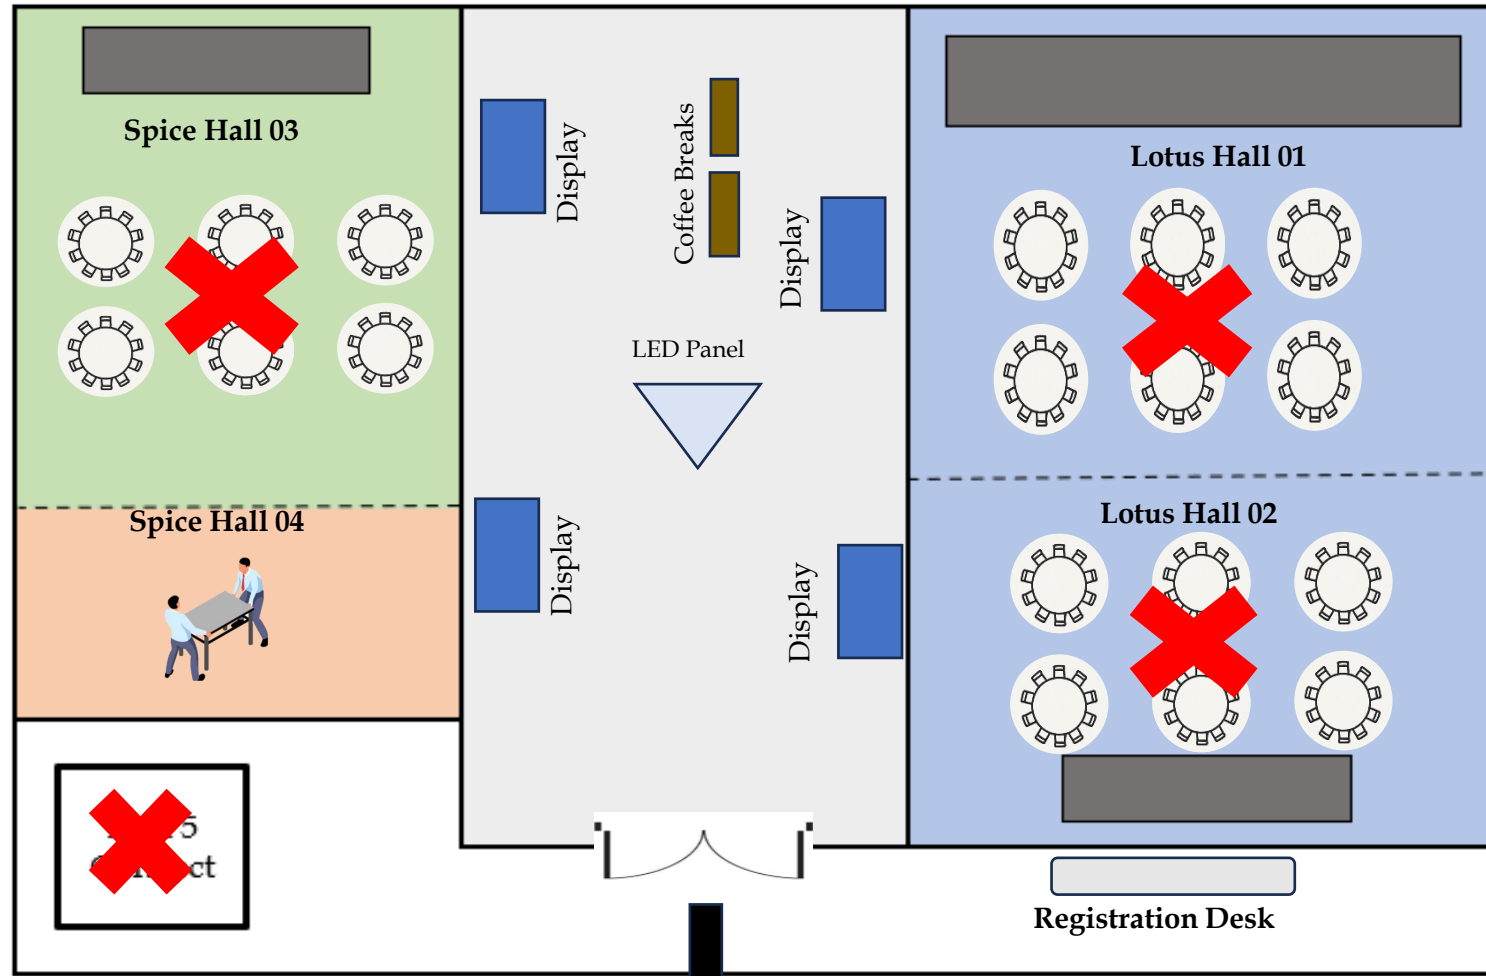 Spice Hall 03
Display
Coffee Breaks
Display
Lotus Hall 01
LED Panel
Spice Hall 04
Display
Display
Lotus Hall 02
5
Registration Desk